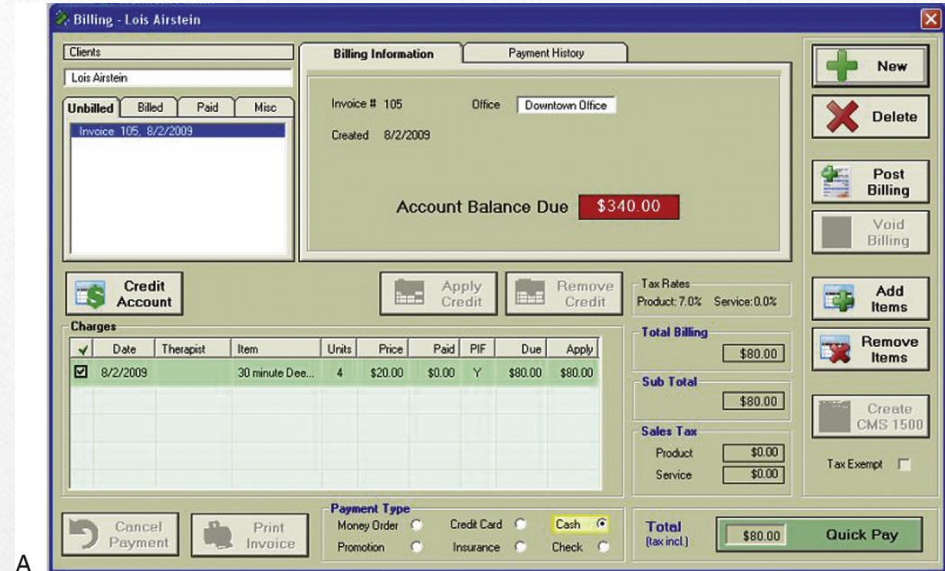 Billing - Lois Airstein
Clients
Lois Airstein
Unbilled Billed Paid Misc
Invoice 105, 8/2/2009
Billing Information Payment History
Invoice # 105 Office Downtown Office
Created 8/2/2009
Account Balance Due $340.00
New
Delete
Post Billing
Void Billing
Credit Account
Apply Credit
Remove Credit
Tax Rates
Product: 7.0% Service: 0.0%
Add Items
Remove Items
Create CMS 1500
Tax Exempt
Charges
Date Therapist Item Units Price Paid PIF Due Apply
8/2/2009 30 minute Dee... 4 $20.00 $0.00 Y $80.00 $80.00
Total Billing
$80.00
Sub Total
$80.00
Sales Tax
Product $0.00
Service $0.00
Cancel Payment
Print Invoice
Payment Type
Money Order Credit Card Cash
Promotion Insurance Check
Total
(tax incl.)
$80.00 Quick Pay
A